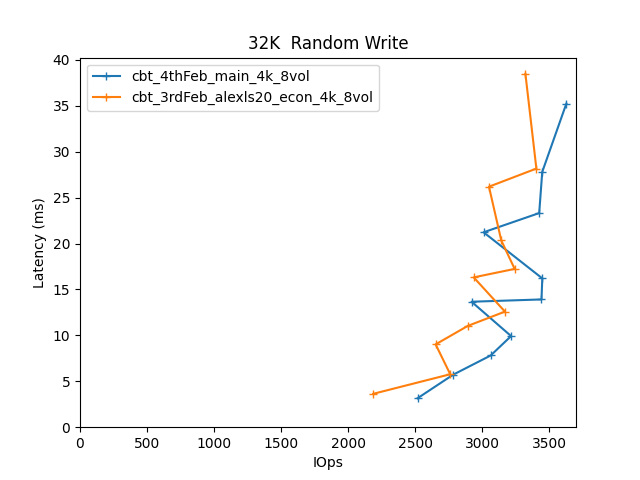 32K  Random Write
cbt_4thFeb_main_4k_8vol
cbt_3rdFeb_alexls20_econ_4k_8vol
40
35
30
25
20
15
10
5
0
Latency (ms)
0 500 1000 1500 2000 2500 3000 3500
IOps